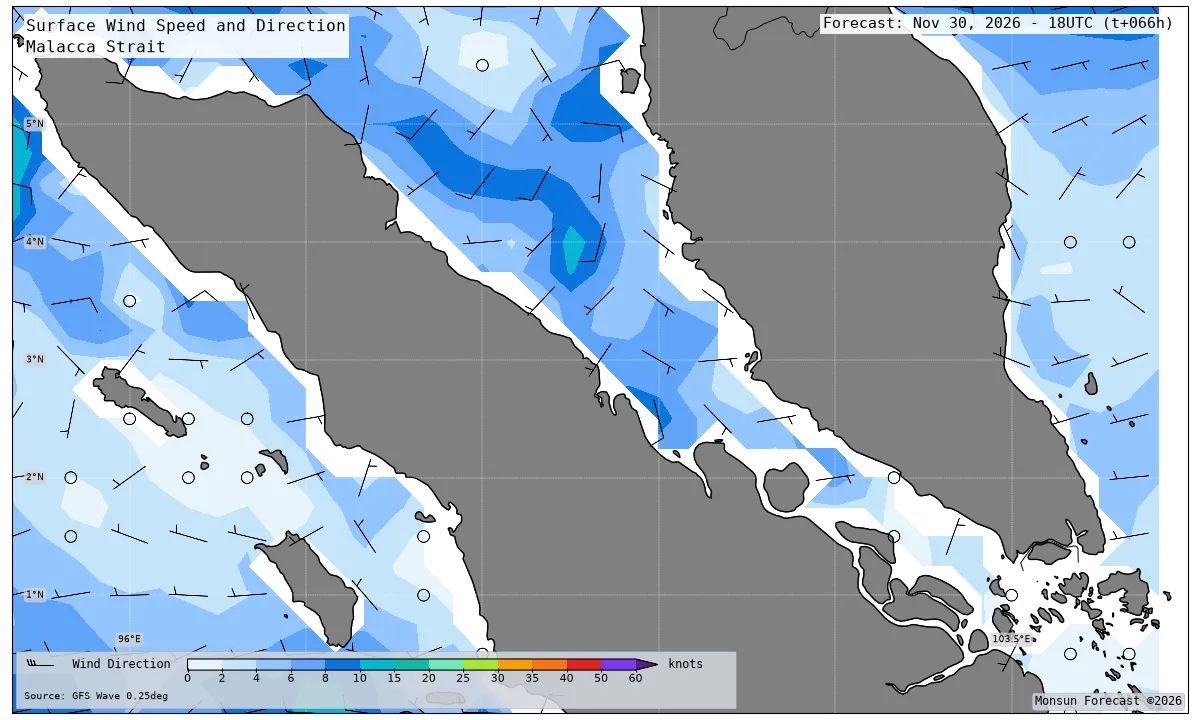 Surface Wind Speed and Direction
Malacca Strait
Forecast: Nov 30, 2026 - 18UTC (t+066h)
5°N
4°N
3°N
2°N
1°N
96°E
103.5°E
Wind Direction
knots
0 2 4 6 8 10 15 20 25 30 35 40 50 60
Source: GFS Wave 0.25deg
Monsun Forecast ©2026